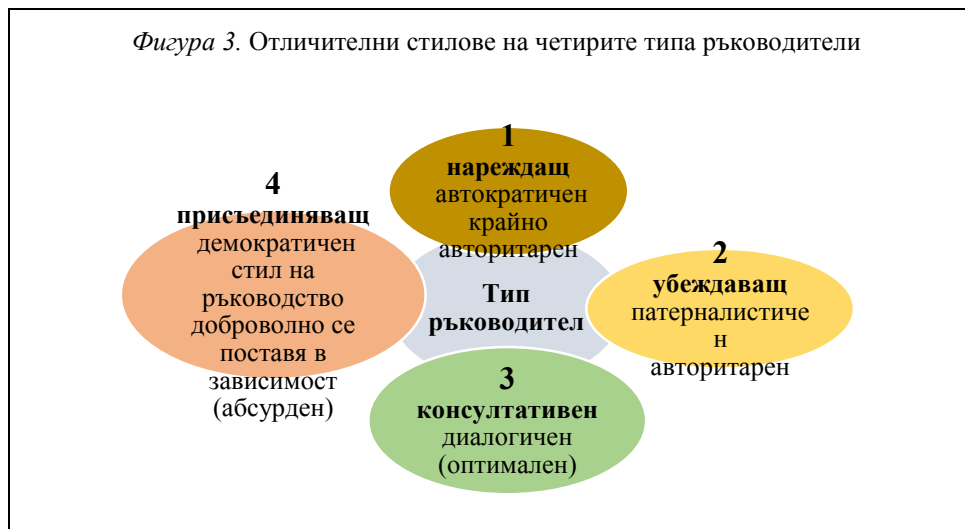 Фигура 3. Отличителни стилове на четирите типа ръководители
1
нареждащ
автократичен
крайно
авторитарен
2
убеждаващ
патерналистиче
н
авторитарен
3
консултативен
диалогичен
(оптимален)
4
присъединяващ
демократичен
стил на
ръководство
доброволно се
поставя в
зависимост
(абсурден)
Тип
ръководител